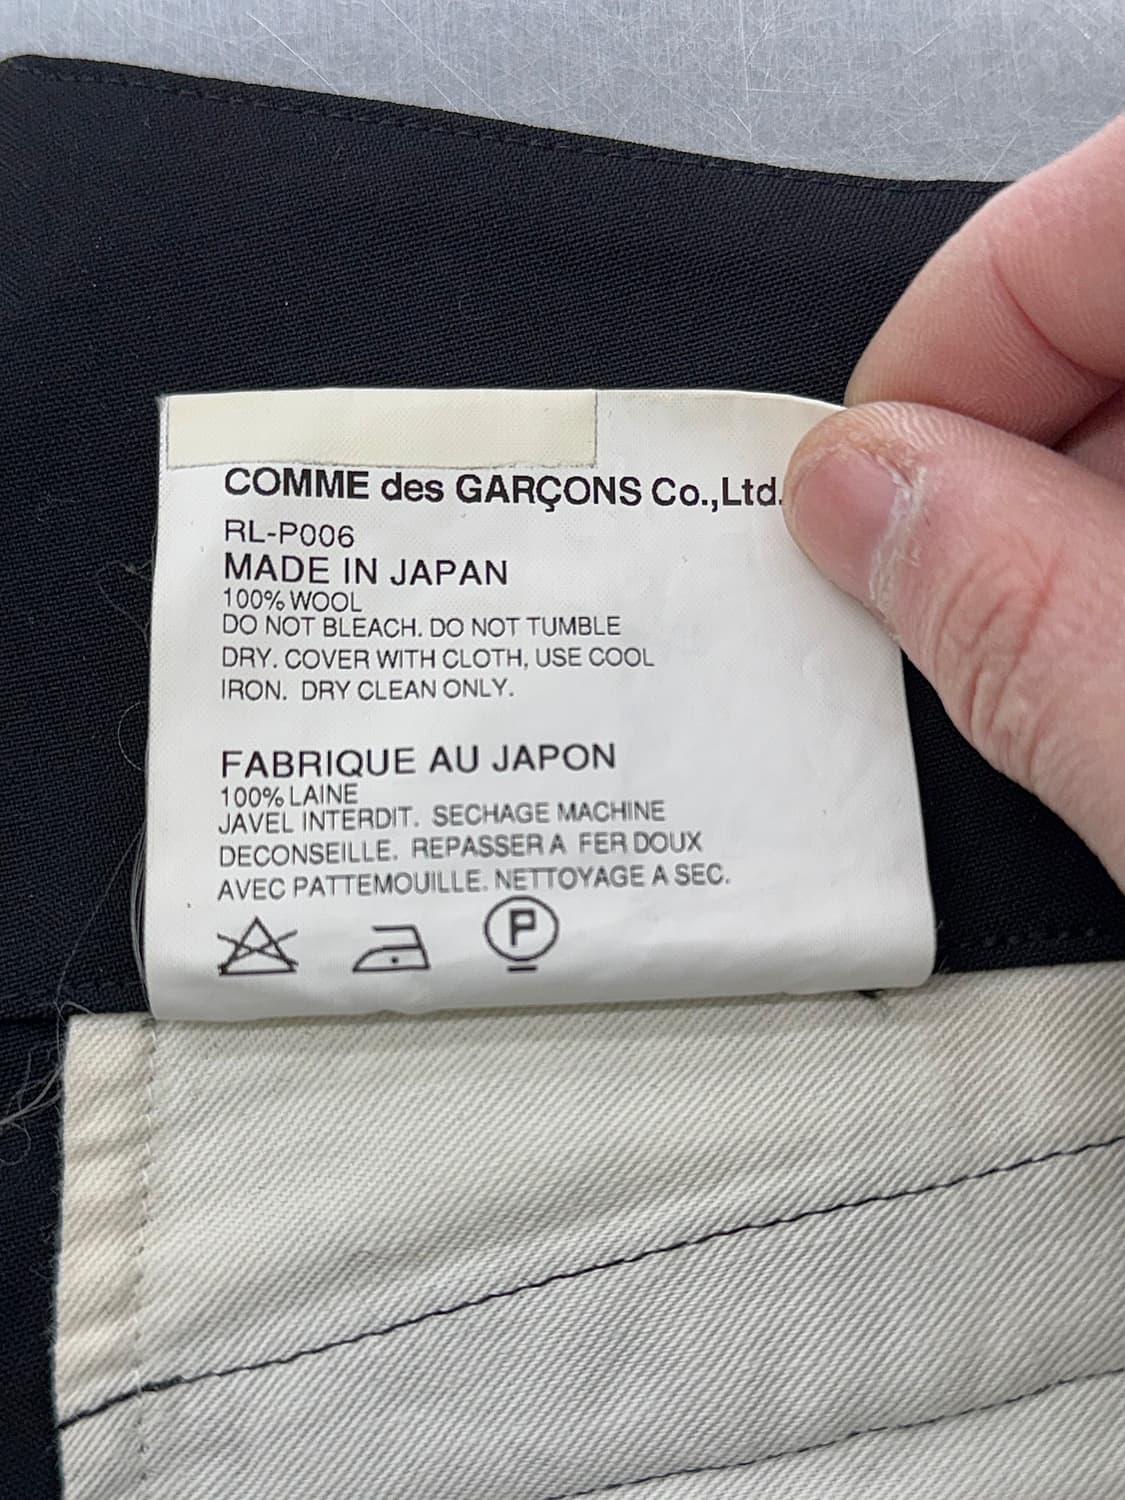 COMME des GARÇONS Co.,Ltd.
RL-P006
MADE IN JAPAN
100% WOOL
DO NOT BLEACH. DO NOT TUMBLE
DRY. COVER WITH CLOTH, USE COOL
IRON. DRY CLEAN ONLY.
FABRIQUE AU JAPON
100% LAINE
JAVEL INTERDIT. SECHAGE MACHINE
DECONSEILLE. REPASSER A FER DOUX
AVEC PATTEMOUILLE. NETTOYAGE A SEC.
P